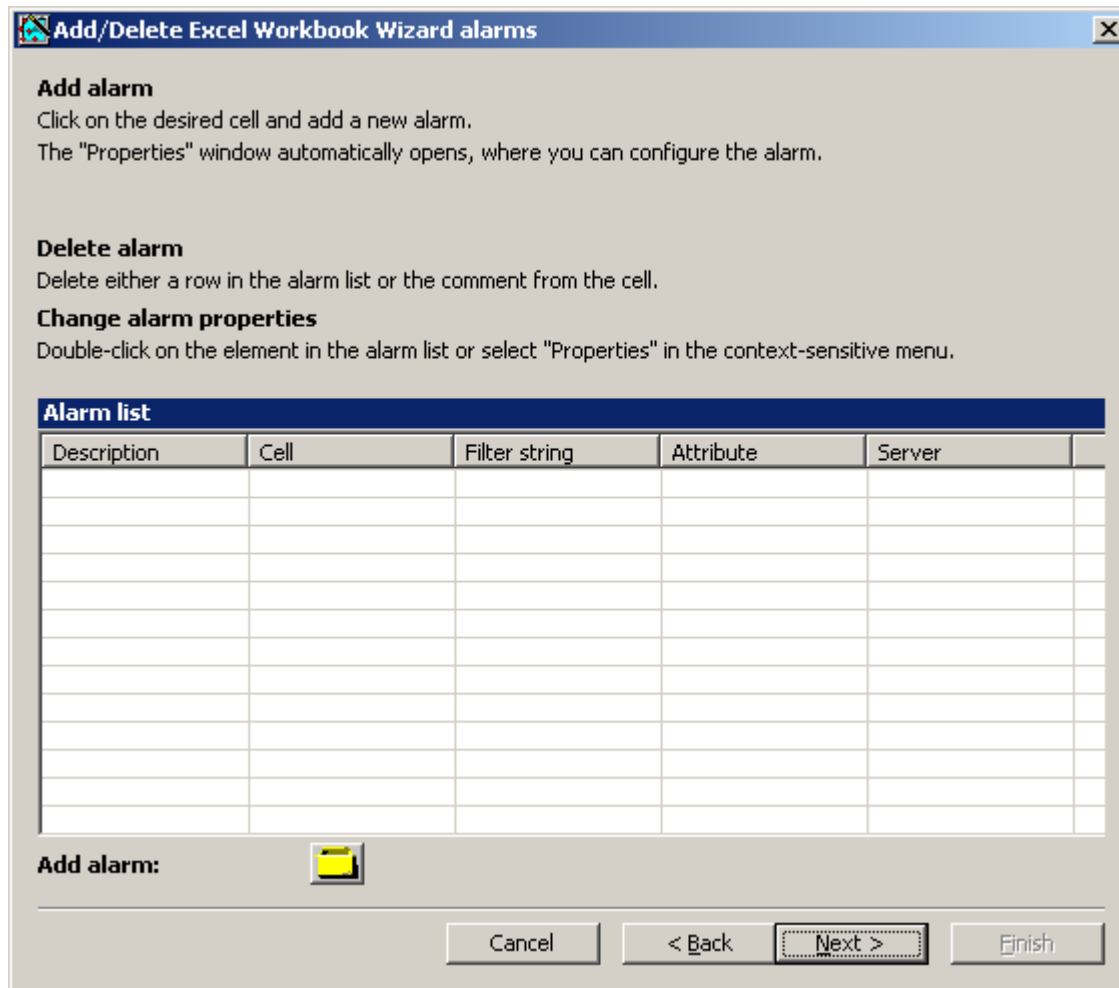 Add/Delete Excel Workbook Wizard alarms
Add alarm
Click on the desired cell and add a new alarm.
The "Properties" window automatically opens, where you can configure the alarm.
Delete alarm
Delete either a row in the alarm list or the comment from the cell.
Change alarm properties
Double-click on the element in the alarm list or select "Properties" in the context-sensitive menu.
Alarm list
Description Cell Filter string Attribute Server
Add alarm:
Cancel < Back Next > Finish